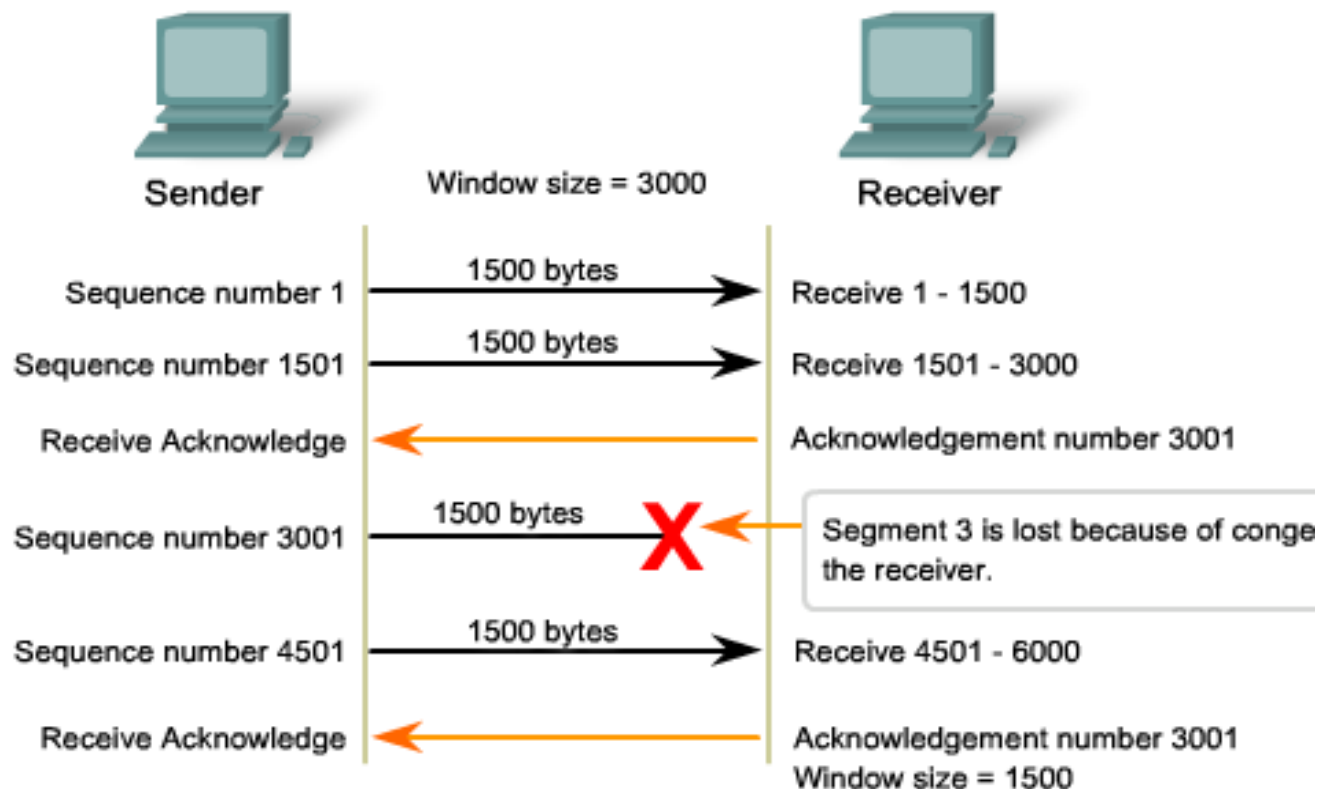 Sender
Window size = 3000
Receiver
Sequence number 1
1500 bytes
Receive 1 - 1500
Sequence number 1501
1500 bytes
Receive 1501 - 3000
Receive Acknowledge
Acknowledgement number 3001
Sequence number 3001
1500 bytes
X
Segment 3 is lost because of conge
the receiver.
Sequence number 4501
1500 bytes
Receive 4501 - 6000
Receive Acknowledge
Acknowledgement number 3001
Window size = 1500